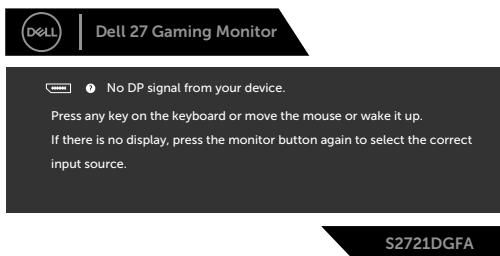 DELL
Dell 27 Gaming Monitor
? No DP signal from your device.
Press any key on the keyboard or move the mouse or wake it up.
If there is no display, press the monitor button again to select the correct
input source.
S2721DGFA